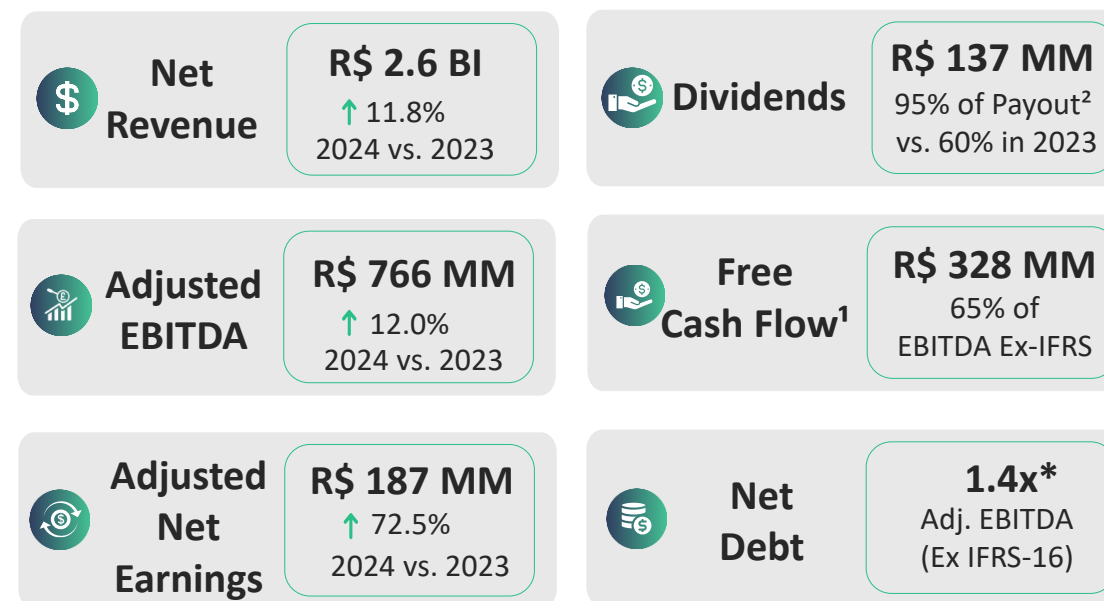 Net
Revenue
R$ 2.6 BI
↑ 11.8%
2024 vs. 2023
Dividends
R$ 137 MM
95% of Payout²
vs. 60% in 2023
Adjusted
EBITDA
R$ 766 MM
↑ 12.0%
2024 vs. 2023
Free
Cash Flow¹
R$ 328 MM
65% of
EBITDA Ex-IFRS
Adjusted
Net
Earnings
R$ 187 MM
↑ 72.5%
2024 vs. 2023
Net
Debt
1.4x*
Adj. EBITDA
(Ex IFRS-16)